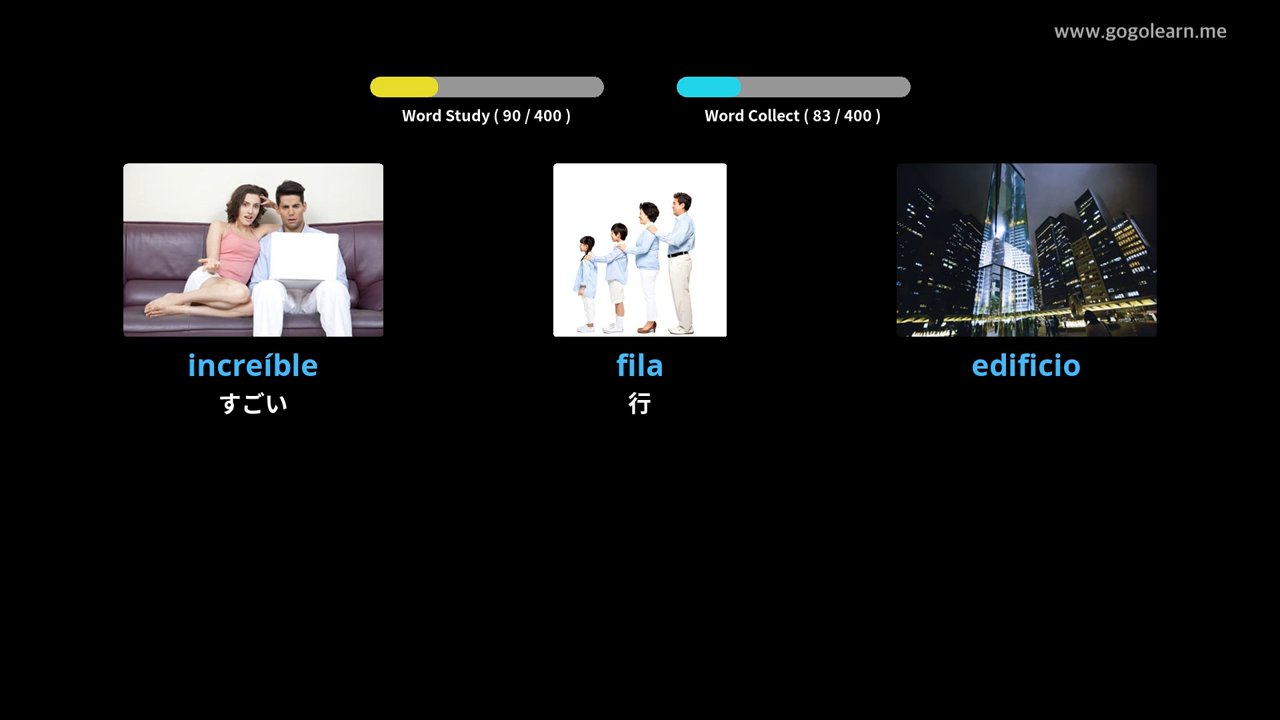 www.gogolearn.me
Word Study ( 90 / 400 )
Word Collect ( 83 / 400 )
increíble
すごい
fila
行
edificio